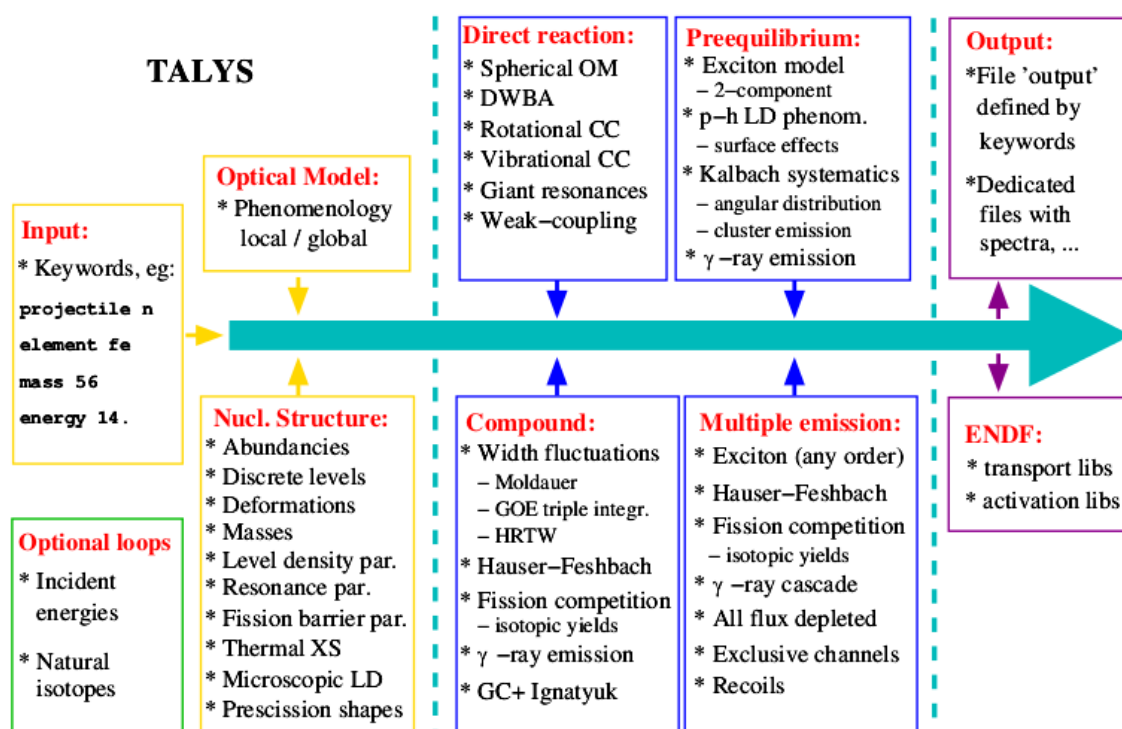 TALYS
Input:
* Keywords, eg:
projectile n
element fe
mass 56
energy 14.
Optional loops
* Incident
energies
* Natural
isotopes
Optical Model:
* Phenomenology
local / global
Nucl. Structure:
* Abundancies
* Discrete levels
* Deformations
* Masses
* Level density par.
* Resonance par.
* Fission barrier par.
* Thermal XS
* Microscopic LD
* Prescission shapes
Direct reaction:
* Spherical OM
* DWBA
* Rotational CC
* Vibrational CC
* Giant resonances
* Weak−coupling
Compound:
* Width fluctuations
− Moldauer
− GOE triple integr.
− HRTW
* Hauser−Feshbach
* Fission competition
− isotopic yields
* γ −ray emission
* GC+ Ignatyuk
Preequilibrium:
* Exciton model
− 2−component
* p−h LD phenom.
− surface effects
* Kalbach systematics
− angular distribution
− cluster emission
* γ −ray emission
Multiple emission:
* Exciton (any order)
* Hauser−Feshbach
* Fission competition
− isotopic yields
* γ −ray cascade
* All flux depleted
* Exclusive channels
* Recoils
Output:
*File ’output’
defined by
keywords
*Dedicated
files with
spectra, ...
ENDF:
* transport libs
* activation libs